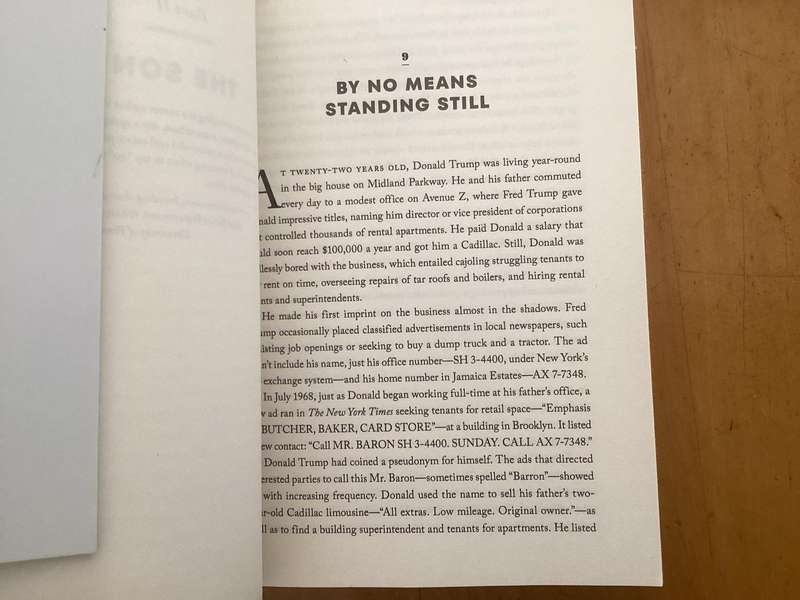 9
BY NO MEANS
STANDING STILL
AT TWENTY-TWO YEARS OLD, Donald Trump was living year-round
in the big house on Midland Parkway. He and his father commuted
every day to a modest office on Avenue Z, where Fred Trump gave
nald impressive titles, naming him director or vice president of corporations
t controlled thousands of rental apartments. He paid Donald a salary that
uld soon reach $100,000 a year and got him a Cadillac. Still, Donald was
llessly bored with the business, which entailed cajoling struggling tenants to
rent on time, overseeing repairs of tar roofs and boilers, and hiring rental
nts and superintendents.
He made his first imprint on the business almost in the shadows. Fred
ump occasionally placed classified advertisements in local newspapers, such
isting job openings or seeking to buy a dump truck and a tractor. The ad
n't include his name, just his office number—SH 3-4400, under New York's
exchange system—and his home number in Jamaica Estates—AX 7-7348.
In July 1968, just as Donald began working full-time at his father's office, a
w ad ran in The New York Times seeking tenants for retail space—“Emphasis
BUTCHER, BAKER, CARD STORE”—at a building in Brooklyn. It listed
ew contact: “Call MR. BARON SH 3-4400. SUNDAY. CALL AX 7-7348.”
Donald Trump had coined a pseudonym for himself. The ads that directed
erested parties to call this Mr. Baron—sometimes spelled “Barron”—showed
with increasing frequency. Donald used the name to sell his father's two-
r-old Cadillac limousine—“All extras. Low mileage. Original owner.”—as
ll as to find a building superintendent and tenants for apartments. He listed